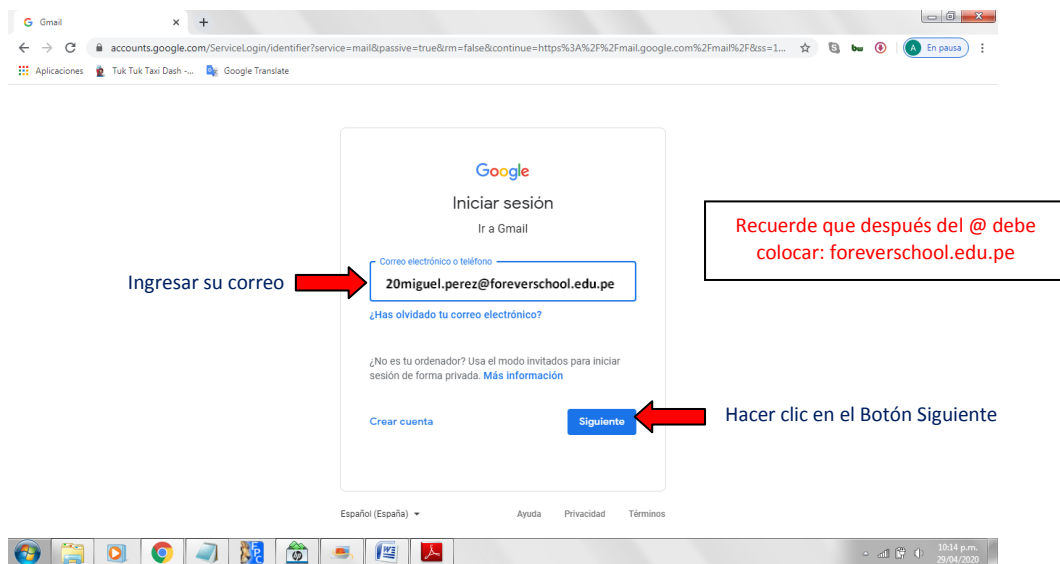 Gmail
accounts.google.com/ServiceLogin/identifier?service=mail&passive=true&rm=false&continue=https%3A%2F%2Fmail.google.com%2Fmail%2F&ss=1...
En pausa
Aplicaciones
Tuk Tuk Taxi Dash -...
Google Translate
Google
Iniciar sesión
Ir a Gmail
Recuerde que después del @ debe
colocar: foreverschool.edu.pe
Correo electrónico o teléfono
Ingresar su correo
20miguel.perez@foreverschool.edu.pe
¿Has olvidado tu correo electrónico?
¿No es tu ordenador? Usa el modo invitados para iniciar
sesión de forma privada. Más información
Crear cuenta
Siguiente
Hacer clic en el Botón Siguiente
Español (España)
Ayuda
Privacidad
Términos
10:14 p.m.
29/04/2020